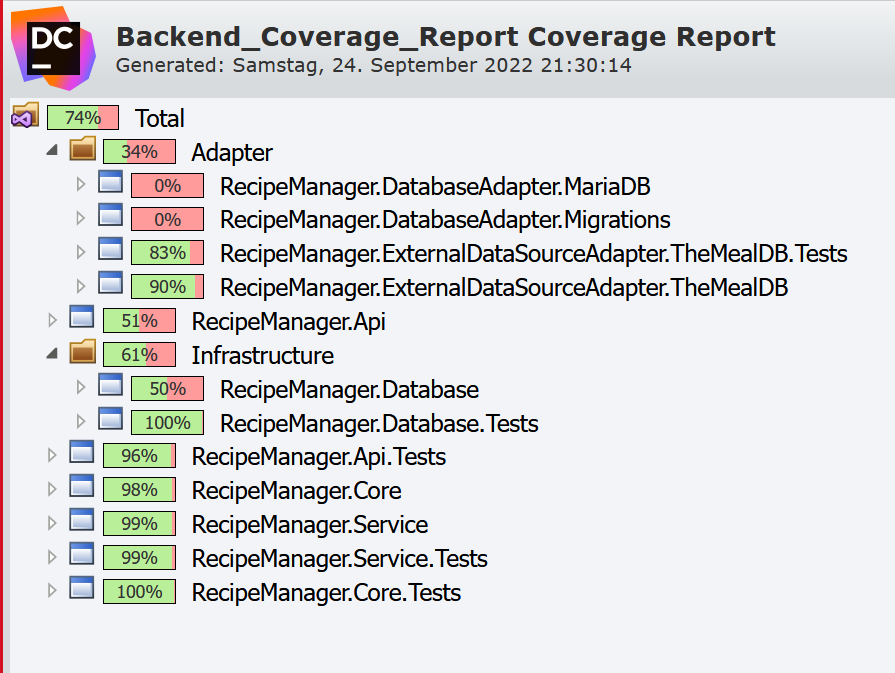 DC
Backend_Coverage_Report Coverage Report
Generated: Samstag, 24. September 2022 21:30:14
74% Total
34% Adapter
0% RecipeManager.DatabaseAdapter.MariaDB
0% RecipeManager.DatabaseAdapter.Migrations
83% RecipeManager.ExternalDataSourceAdapter.TheMealDB.Tests
90% RecipeManager.ExternalDataSourceAdapter.TheMealDB
51% RecipeManager.Api
61% Infrastructure
50% RecipeManager.Database
100% RecipeManager.Database.Tests
96% RecipeManager.Api.Tests
98% RecipeManager.Core
99% RecipeManager.Service
99% RecipeManager.Service.Tests
100% RecipeManager.Core.Tests